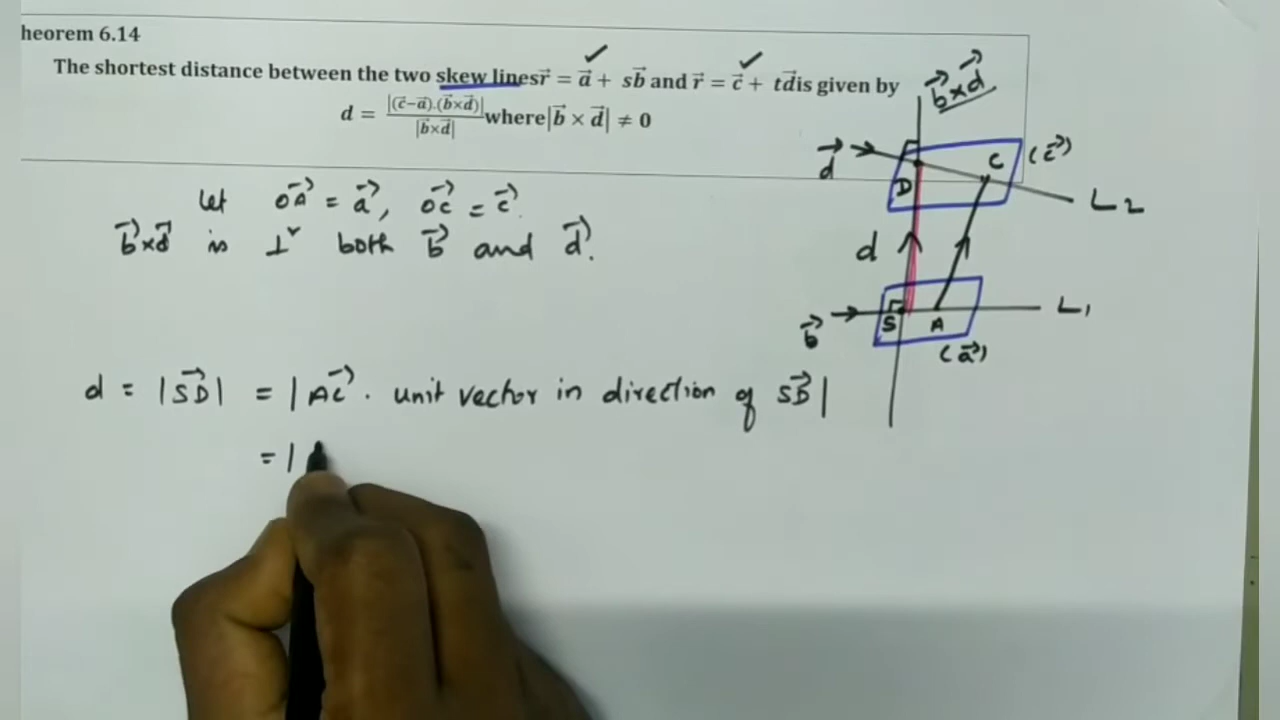 heorem 6.14
The shortest distance between the two skew lines r⃗ = a⃗ + sb⃗ and r⃗ = c⃗ + td⃗ is given by
d = |(c⃗−a⃗).(b⃗×d⃗)| / |b⃗×d⃗| where |b⃗ × d⃗| ≠ 0
Let OA⃗ = a⃗, OC⃗ = c⃗.
b⃗×d⃗ is ⊥r both b⃗ and d⃗.
d = |SD⃗| = |AC⃗ . unit vector in direction of SD⃗|
= |
b⃗×d⃗
d⃗
D
C
(c⃗)
L2
d
b⃗
S
A
L1
(a⃗)